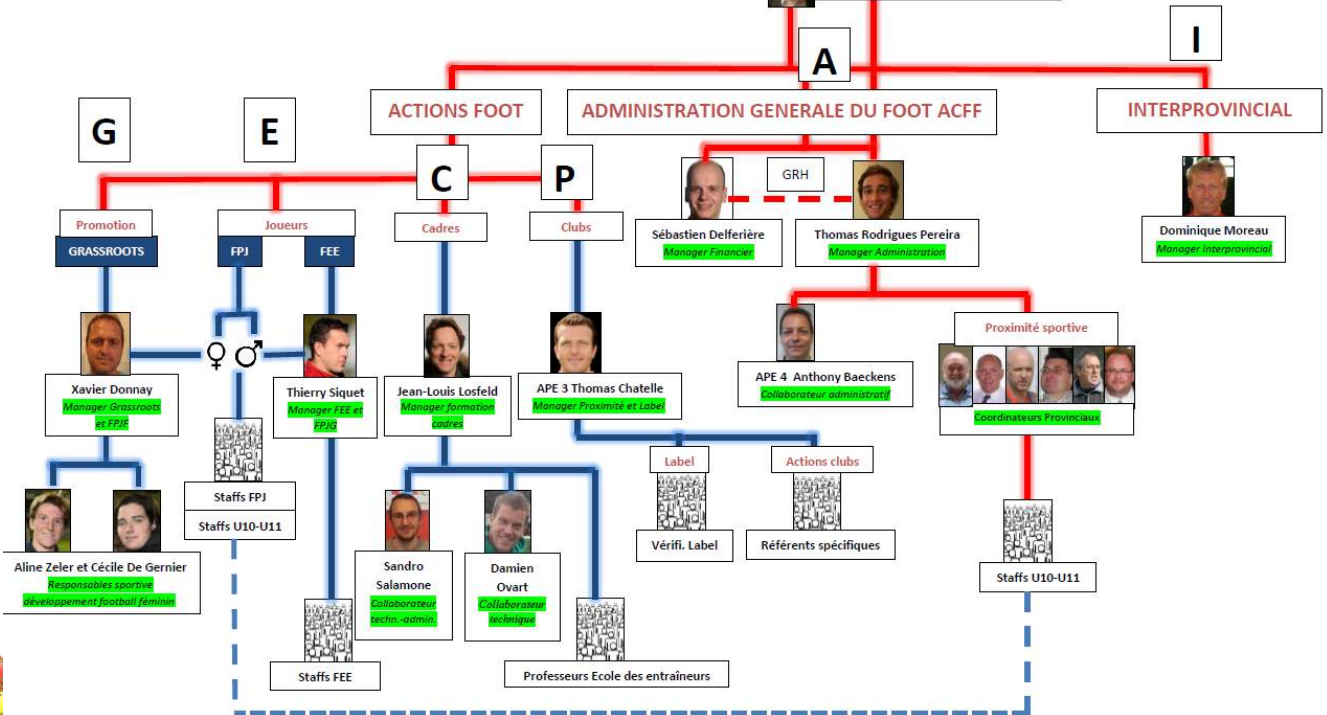 I
A
ACTIONS FOOT
ADMINISTRATION GENERALE DU FOOT ACFF
INTERPROVINCIAL
G
E
C
P
GRH
Promotion
GRASSROOTS
Joueurs
FPJ
FEE
Cadres
Clubs
Sébastien Delferière
Manager Financier
Thomas Rodrigues Pereira
Manager Administration
Dominique Moreau
Manager Interprovincial
Proximité sportive
Coordinateurs Provinciaux
Xavier Donnay
Manager Grassroots
et FPJF
Thierry Siquet
Manager FEE et
FPJG
Jean-Louis Losfeld
Manager formation
cadres
APE 3 Thomas Chatelle
Manager Proximité et Label
APE 4 Anthony Baeckens
Collaborateur administratif
Label
Actions clubs
Staffs FPJ
Staffs U10-U11
Vérifi. Label
Référents spécifiques
Aline Zeler et Cécile De Gernier
Responsables sportive
développement football féminin
Sandro
Salamone
Collaborateur
techn.-admin.
Damien
Ovart
Collaborateur
technique
Staffs U10-U11
Staffs FEE
Professeurs Ecole des entraîneurs